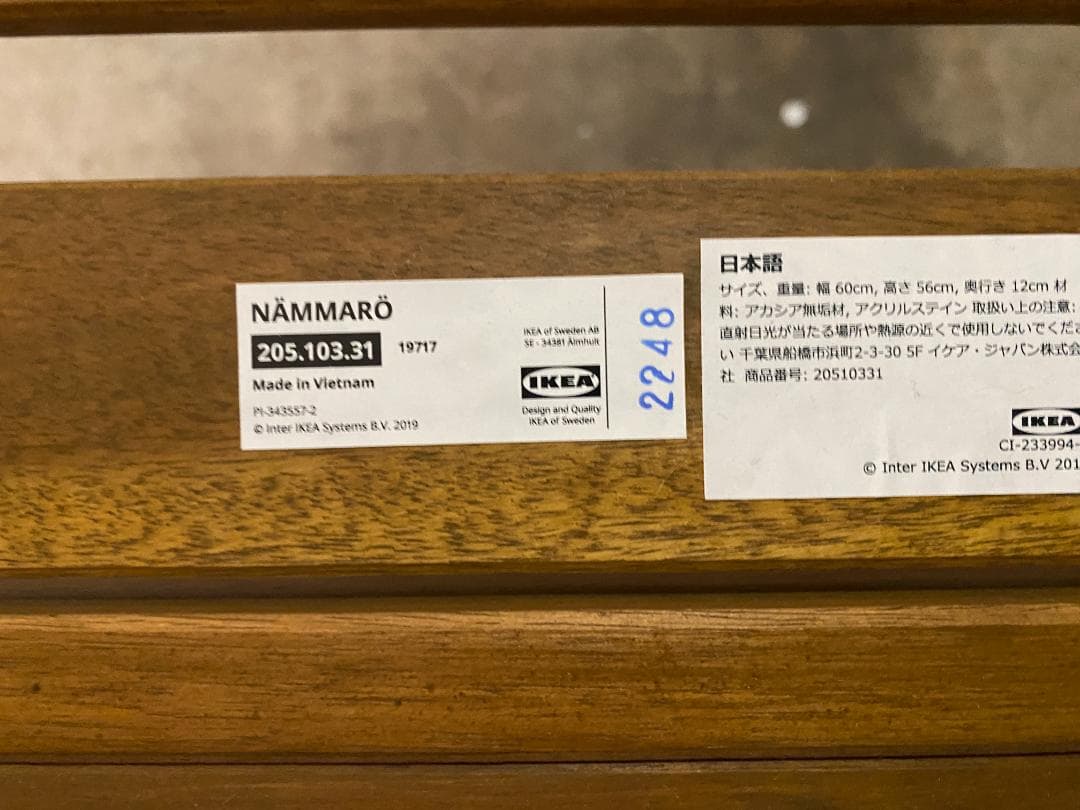 NÄMMARÖ
205.103.31 19717
Made in Vietnam
PI-343557-2
© Inter IKEA Systems B.V. 2019
IKEA of Sweden AB
SE - 34381 Älmhult
IKEA
Design and Quality
IKEA of Sweden
2248
日本語
サイズ、重量: 幅 60cm, 高さ 56cm, 奥行き 12cm 材
料: アカシア無垢材, アクリルステイン 取扱い上の注意:
直射日光が当たる場所や熱源の近くで使用しないでくださ
い 千葉県船橋市浜町2-3-30 5F イケア・ジャパン株式会
社 商品番号: 20510331
IKEA
CI-233994-
© Inter IKEA Systems B.V 201